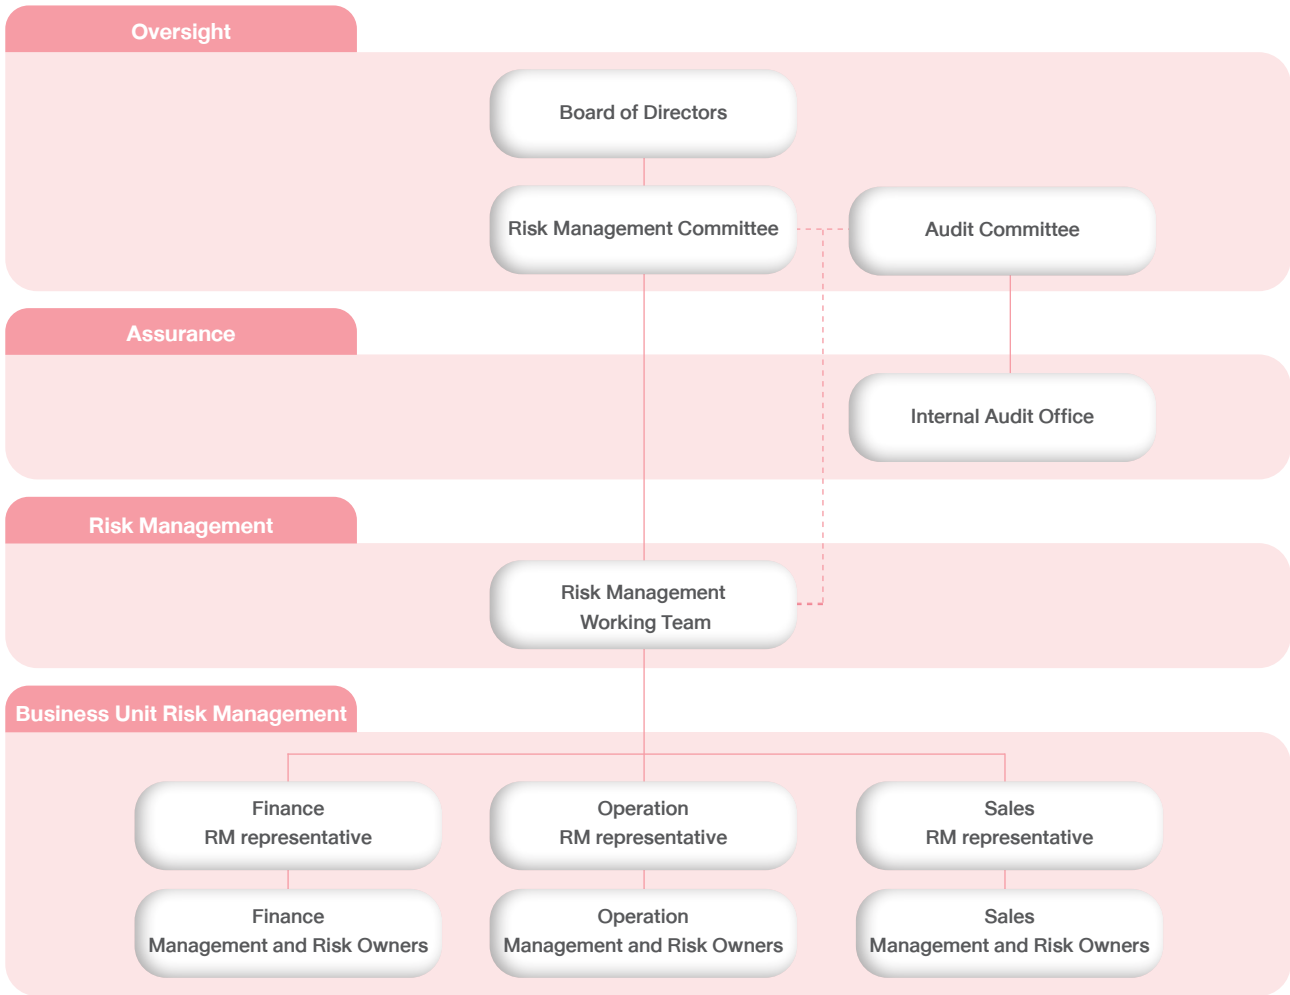 Oversight
Board of Directors
Risk Management Committee
Audit Committee
Assurance
Internal Audit Office
Risk Management
Risk Management
Working Team
Business Unit Risk Management
Finance
RM representative
Operation
RM representative
Sales
RM representative
Finance
Management and Risk Owners
Operation
Management and Risk Owners
Sales
Management and Risk Owners